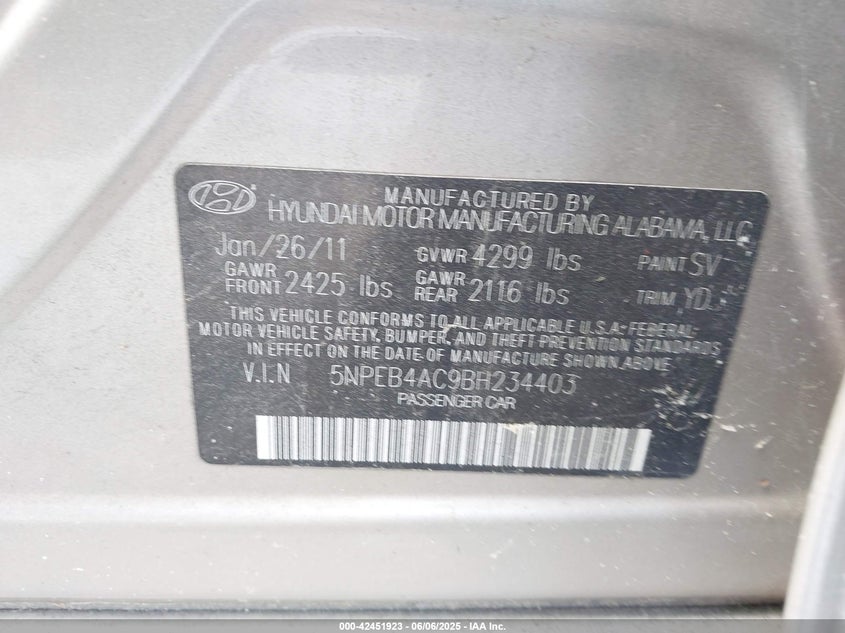 MANUFACTURED BY
HYUNDAI MOTOR MANUFACTURING ALABAMA, LLC
Jan/26/11 GVWR 4299 lbs PAINT SV
GAWR FRONT 2425 lbs GAWR REAR 2116 lbs TRIM YD
THIS VEHICLE CONFORMS TO ALL APPLICABLE U.S.A.-FEDERAL-
MOTOR VEHICLE SAFETY, BUMPER, AND THEFT PREVENTION STANDARDS
IN EFFECT ON THE DATE OF MANUFACTURE SHOWN ABOVE
V.I.N 5NPEB4AC9BH234403
PASSENGER CAR
000-42451923 - 06/06/2025 - IAA Inc.